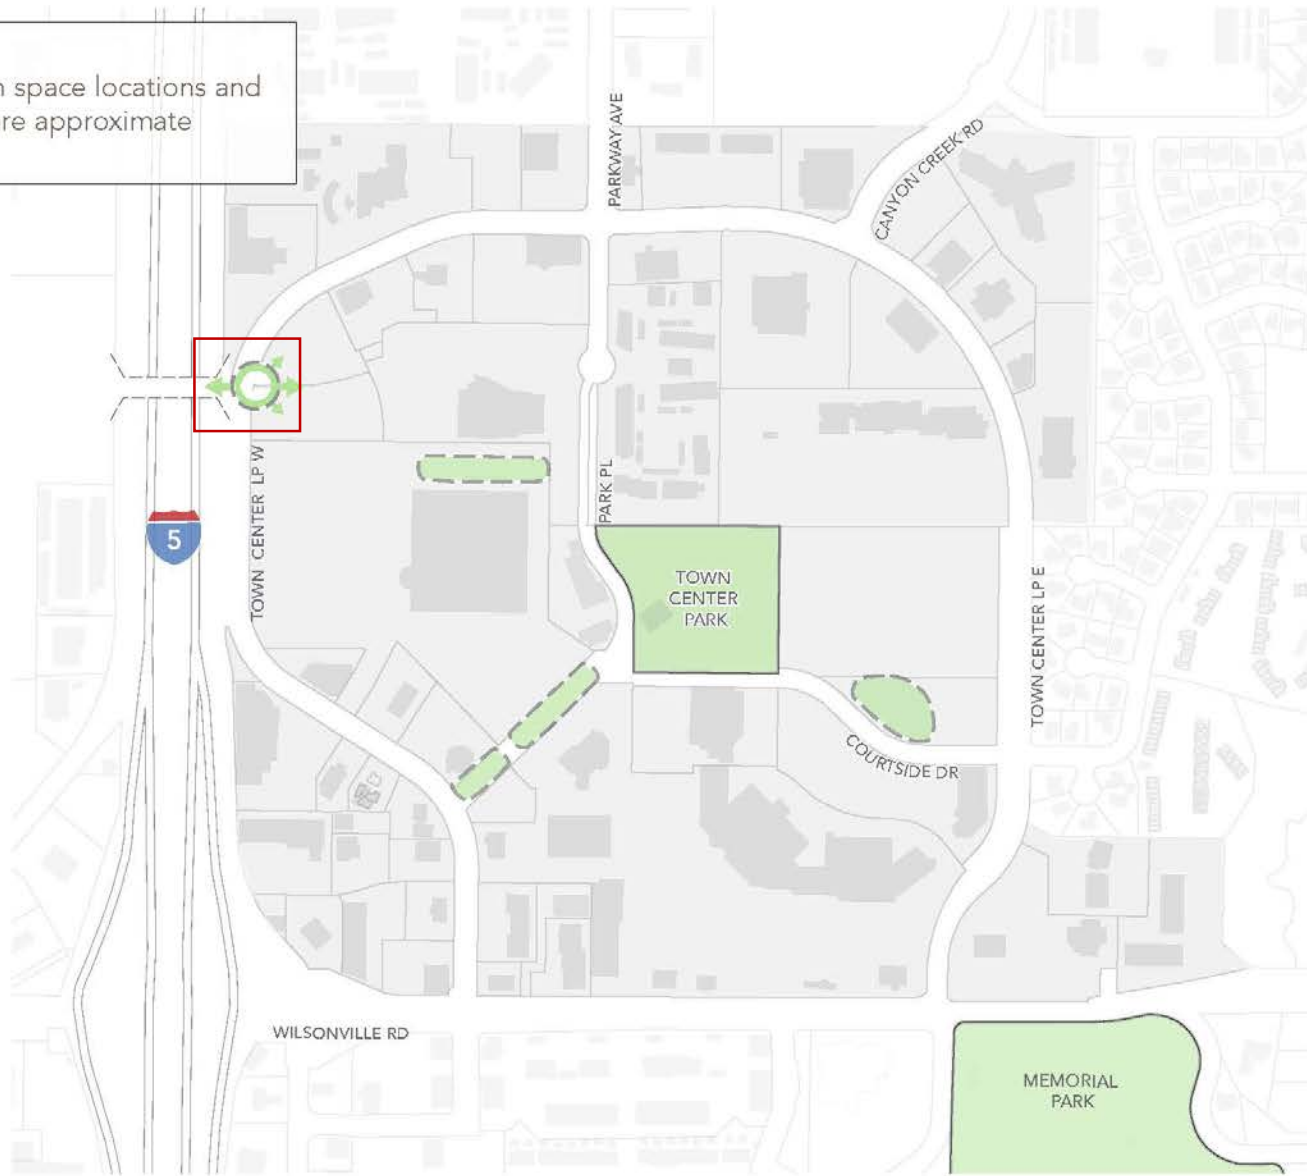 space locations and
re approximate
PARKWAY AVE
CANYON CREEK RD
TOWN CENTER LP W
PARK PL
5
TOWN
CENTER
PARK
TOWN CENTER LP E
COURTSIDE DR
WILSONVILLE RD
MEMORIAL
PARK